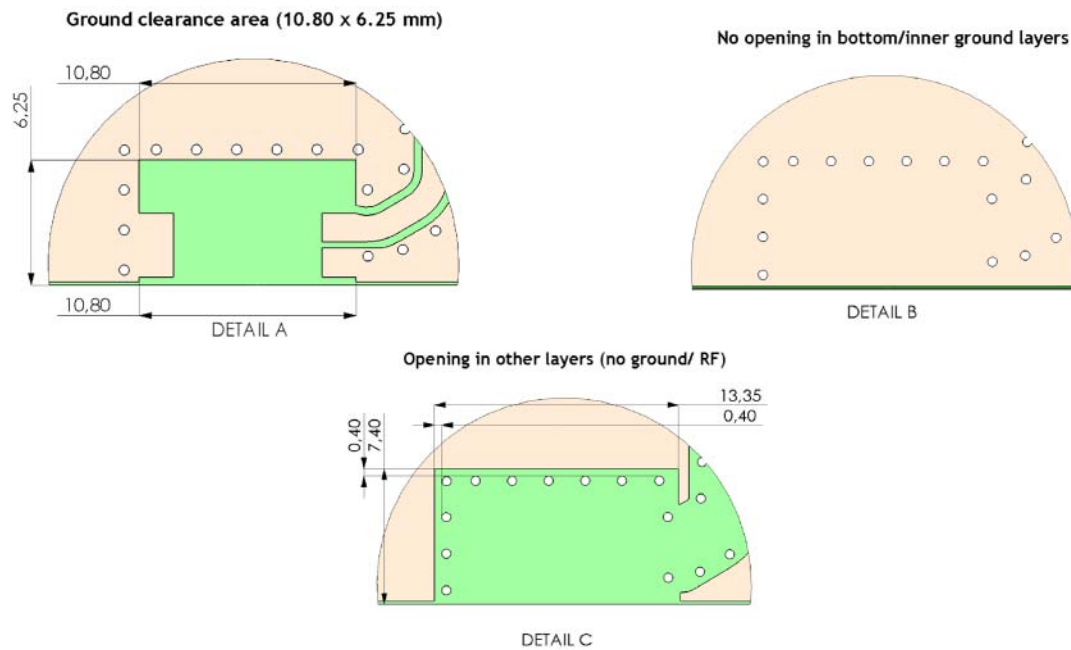 Ground clearance area (10.80 x 6.25 mm)
10,80
6,25
10,80
DETAIL A
No opening in bottom/inner ground layers
DETAIL B
Opening in other layers (no ground/ RF)
13,35
0,40
0,40
7,40
DETAIL C